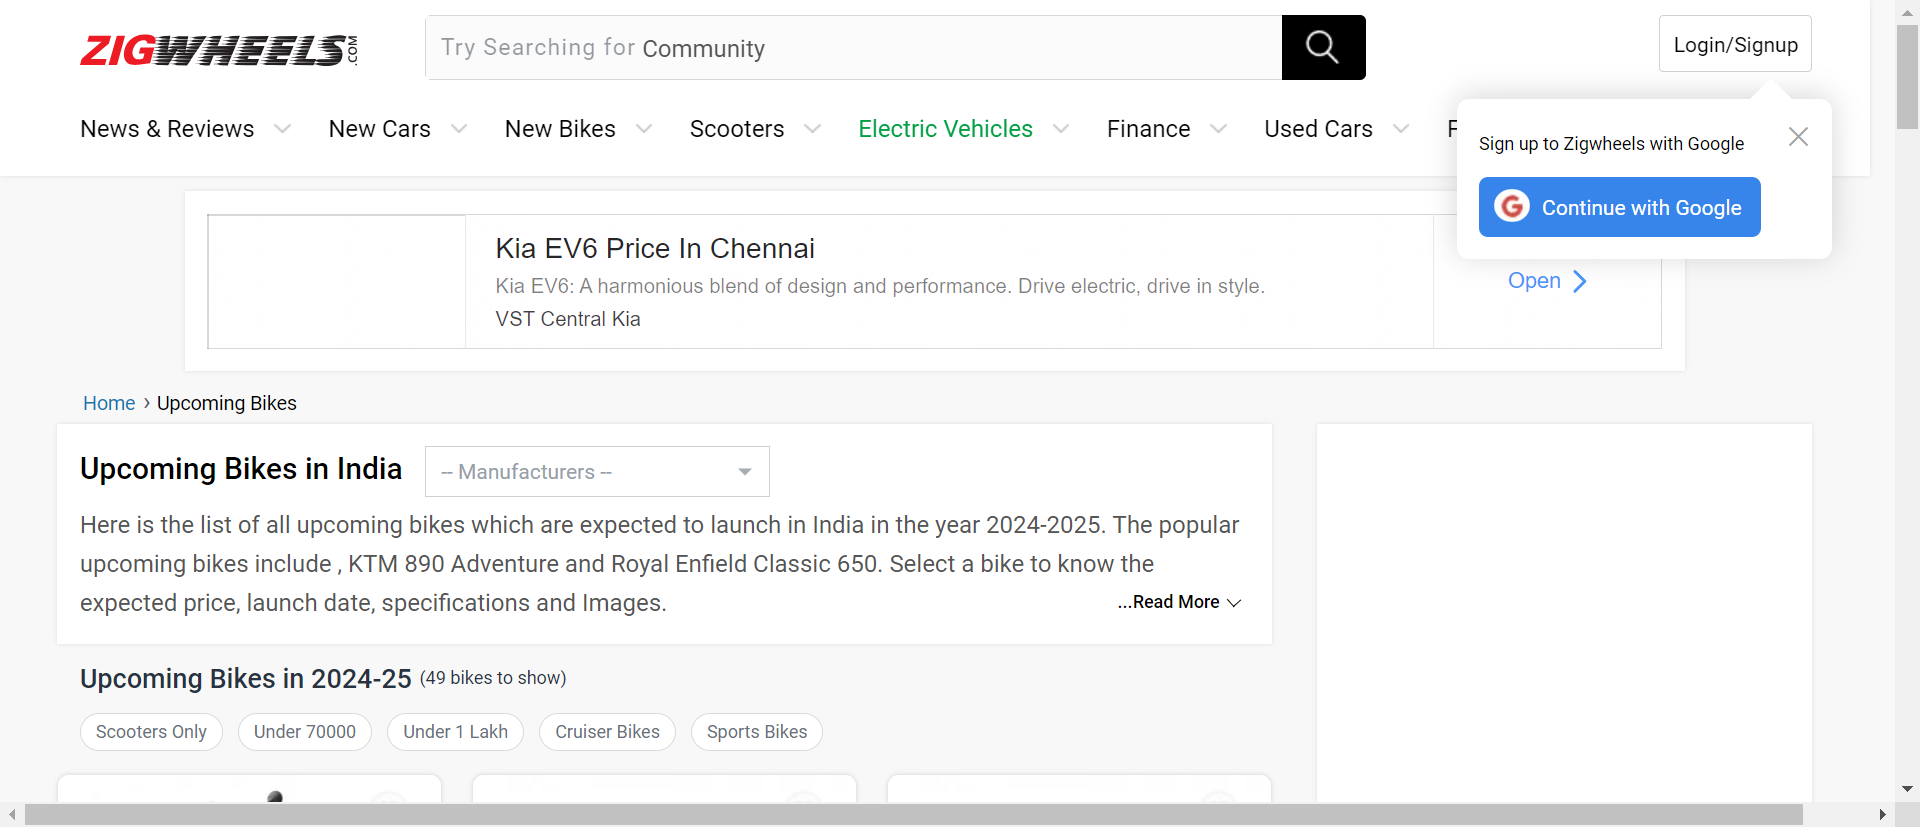 ZIGWHEELS.COM
Try Searching for Community
Login/Signup
News & Reviews
New Cars
New Bikes
Scooters
Electric Vehicles
Finance
Used Cars
F
Sign up to Zigwheels with Google
Continue with Google
Kia EV6 Price In Chennai
Kia EV6: A harmonious blend of design and performance. Drive electric, drive in style.
VST Central Kia
Open
Home › Upcoming Bikes
Upcoming Bikes in India
-- Manufacturers --
Here is the list of all upcoming bikes which are expected to launch in India in the year 2024-2025. The popular
upcoming bikes include , KTM 890 Adventure and Royal Enfield Classic 650. Select a bike to know the
expected price, launch date, specifications and Images.
...Read More
Upcoming Bikes in 2024-25 (49 bikes to show)
Scooters Only
Under 70000
Under 1 Lakh
Cruiser Bikes
Sports Bikes